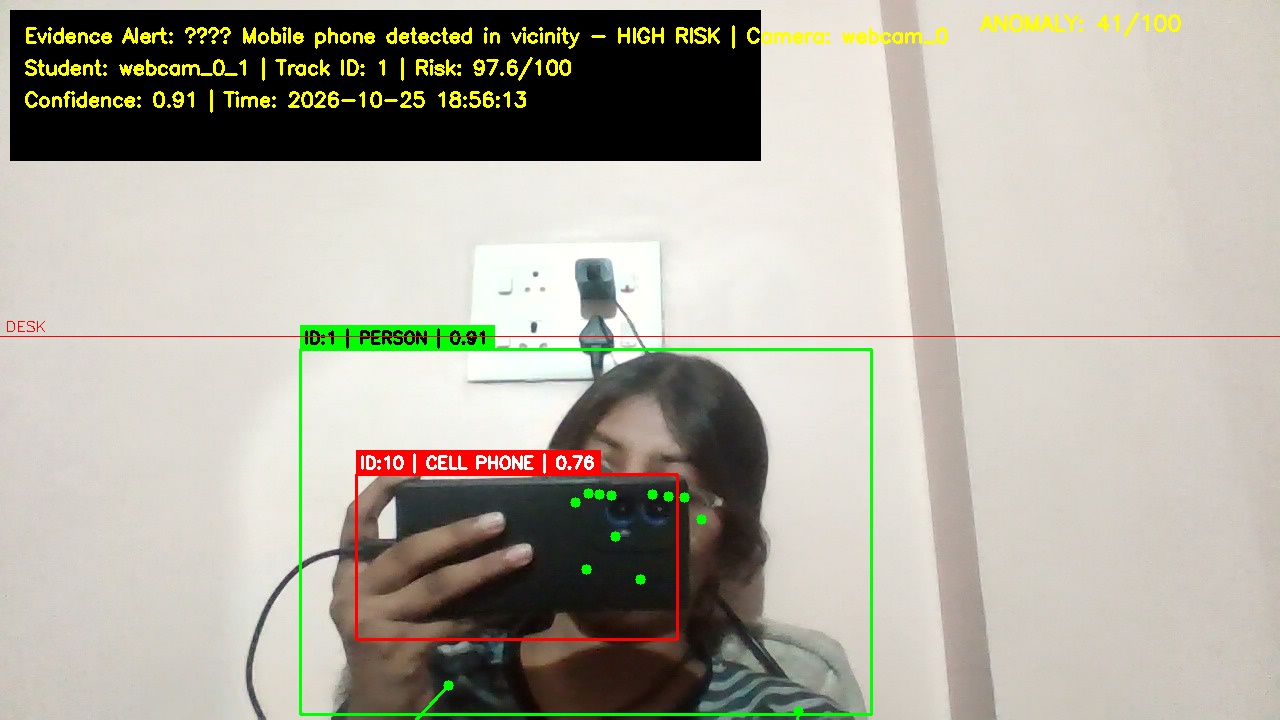 Evidence Alert: ???? Mobile phone detected in vicinity - HIGH RISK | Camera: webcam_0
ANOMALY: 41/100
Student: webcam_0_1 | Track ID: 1 | Risk: 97.6/100
Confidence: 0.91 | Time: 2026-10-25 18:56:13
DESK
ID:1 | PERSON | 0.91
ID:10 | CELL PHONE | 0.76